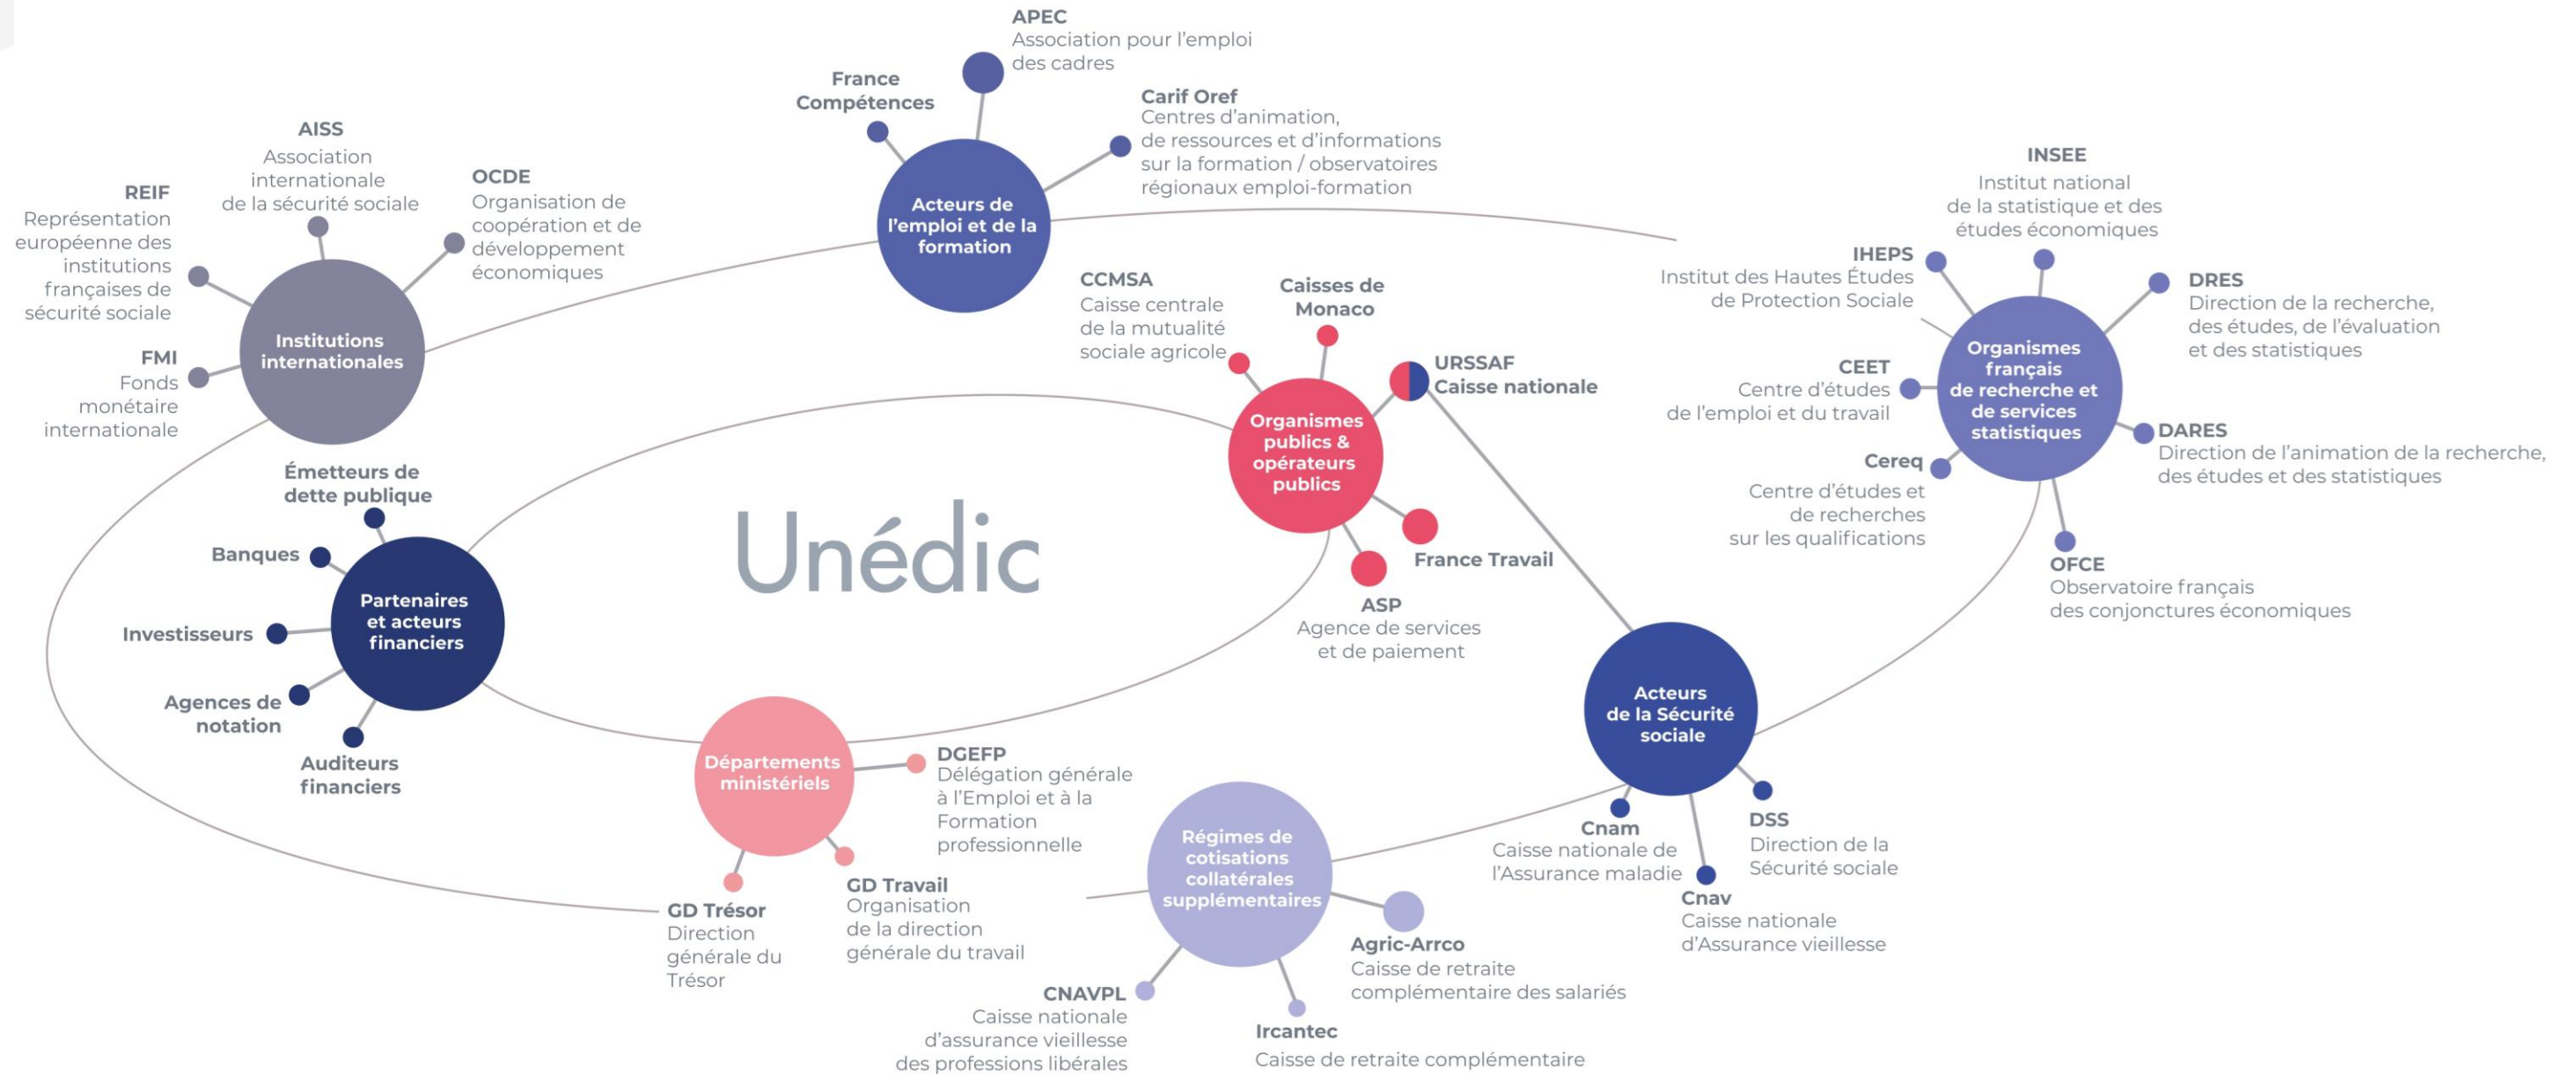 APEC
Association pour l'emploi
des cadres
France
Compétences
Carif Oref
Centres d'animation,
de ressources et d'informations
sur la formation / observatoires
régionaux emploi-formation
Acteurs de
l'emploi et de la
formation
AISS
Association
internationale
de la sécurité sociale
REIF
Représentation
européenne des
institutions
françaises de
sécurité sociale
OCDE
Organisation de
coopération et de
développement
économiques
FMI
Fonds
monétaire
internationale
Institutions
internationales
INSEE
Institut national
de la statistique et des
études économiques
IHEPS
Institut des Hautes Études
de Protection Sociale
DRES
Direction de la recherche,
des études, de l'évaluation
et des statistiques
CEET
Centre d'études
de l'emploi et du travail
Organismes
français
de recherche et
de services
statistiques
DARES
Direction de l'animation de la recherche,
des études et des statistiques
Cereq
Centre d'études et
de recherches
sur les qualifications
OFCE
Observatoire français
des conjonctures économiques
CCMSA
Caisse centrale
de la mutualité
sociale agricole
Caisses de
Monaco
URSSAF
Caisse nationale
Organismes
publics &
opérateurs
publics
France Travail
ASP
Agence de services
et de paiement
Unédic
Émetteurs de
dette publique
Banques
Investisseurs
Agences de
notation
Auditeurs
financiers
Partenaires
et acteurs
financiers
Départements
ministériels
DGEFP
Délégation générale
à l'Emploi et à la
Formation
professionnelle
GD Travail
Organisation
de la direction
générale du travail
GD Trésor
Direction
générale du
Trésor
Acteurs
de la Sécurité
sociale
Cnam
Caisse nationale de
l'Assurance maladie
DSS
Direction de la
Sécurité sociale
Cnav
Caisse nationale
d'Assurance vieillesse
Régimes de
cotisations
collatérales
supplémentaires
Agric-Arrco
Caisse de retraite
complémentaire des salariés
CNAVPL
Caisse nationale
d'assurance vieillesse
des professions libérales
Ircantec
Caisse de retraite complémentaire